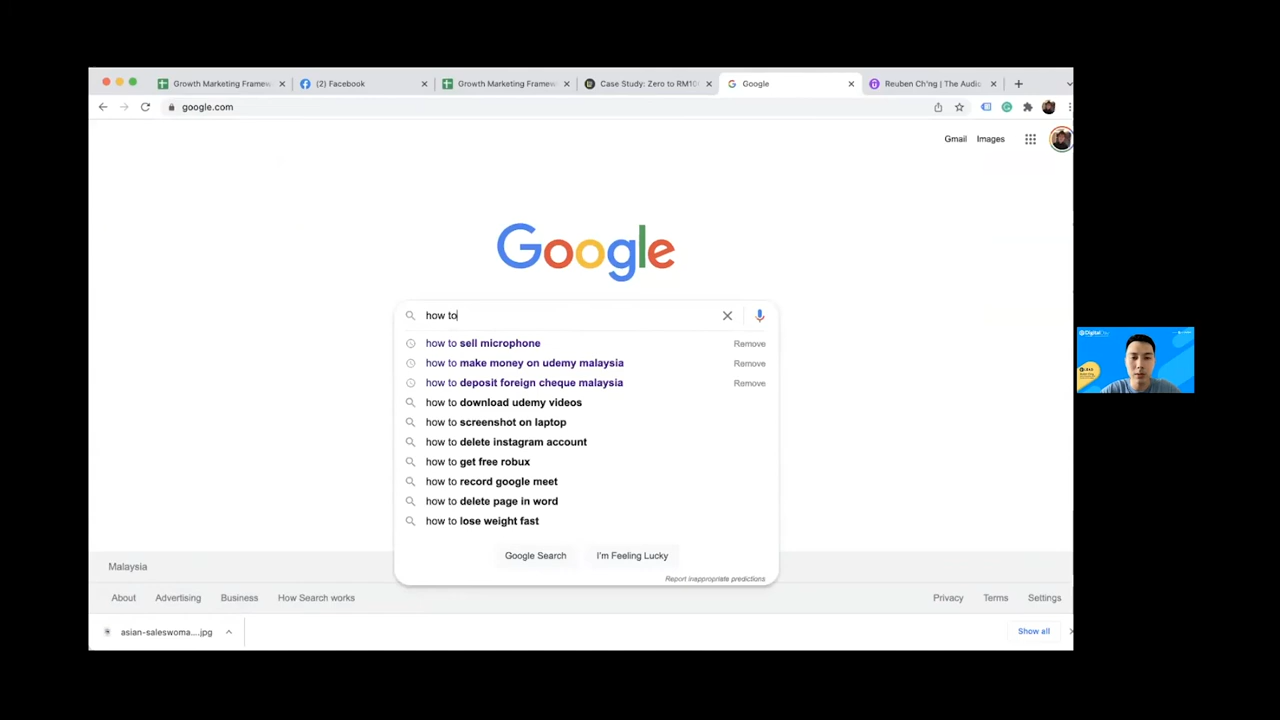 Growth Marketing Framew
(2) Facebook
Growth Marketing Framew
Case Study: Zero to RM10
Google
Reuben Ch'ng | The Audio
google.com
Gmail
Images
Google
how to
how to sell microphone
Remove
how to make money on udemy malaysia
Remove
how to deposit foreign cheque malaysia
Remove
how to download udemy videos
how to screenshot on laptop
how to delete instagram account
how to get free robux
how to record google meet
how to delete page in word
how to lose weight fast
Google Search
I'm Feeling Lucky
Report inappropriate predictions
Malaysia
About
Advertising
Business
How Search works
Privacy
Terms
Settings
asian-saleswoma....jpg
Show all